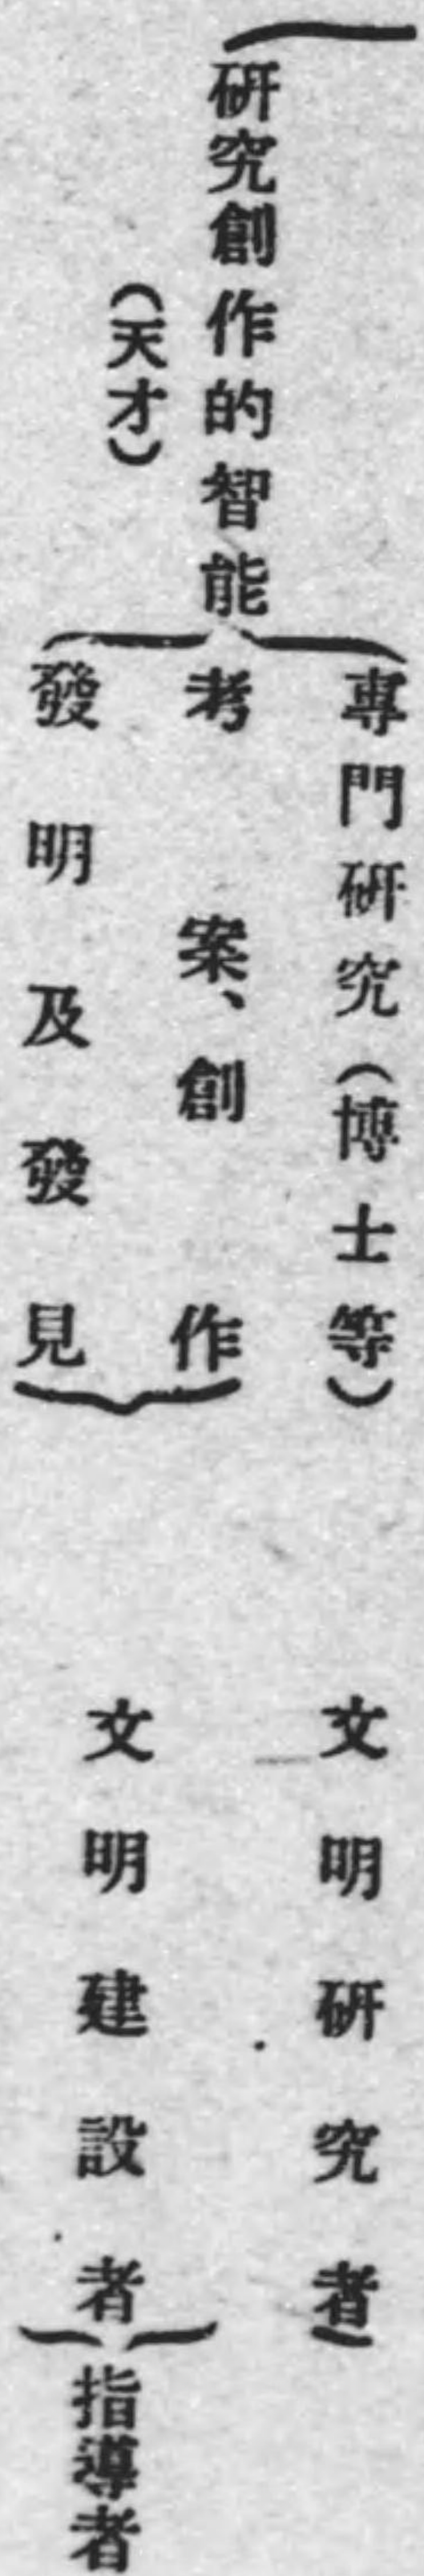 研究創作的智能
(天才)
專門研究(博士等)
考案、創作
發明及發見
文明研究者
文明建設者
指導者